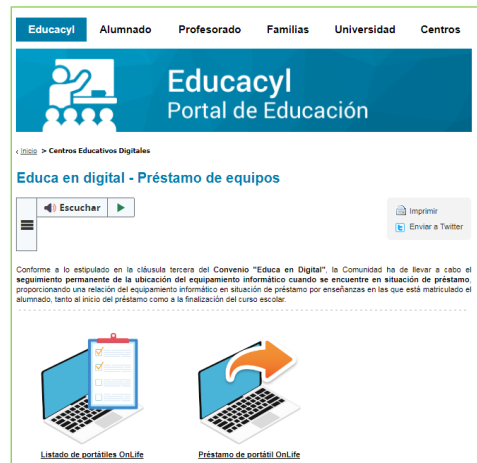 Educacyl Alumnado Profesorado Familias Universidad Centros
Educacyl
Portal de Educación
‹ Inicio > Centros Educativos Digitales
Educa en digital - Préstamo de equipos
Escuchar
Imprimir
Enviar a Twitter
Conforme a lo estipulado en la cláusula tercera del Convenio "Educa en Digital", la Comunidad ha de llevar a cabo el
seguimiento permanente de la ubicación del equipamiento informático cuando se encuentre en situación de préstamo,
proporcionando una relación del equipamiento informático en situación de préstamo por enseñanzas en las que está matriculado el
alumnado, tanto al inicio del préstamo como a la finalización del curso escolar.
Listado de portátiles OnLife Préstamo de portátil OnLife